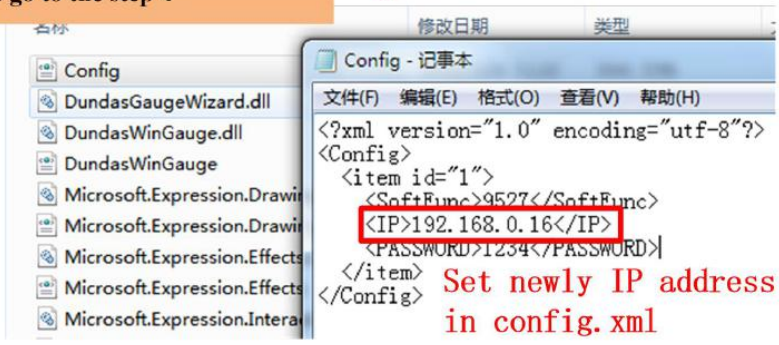 go to the step
名称 修改日期 类型
Config
DundasGaugeWizard.dll
DundasWinGauge.dll
DundasWinGauge
Microsoft.Expression.Drawin
Microsoft.Expression.Drawin
Microsoft.Expression.Effects
Microsoft.Expression.Effects
Microsoft.Expression.Intera
Config - 记事本
文件(F) 编辑(E) 格式(O) 查看(V) 帮助(H)
<?xml version="1.0" encoding="utf-8"?>
<Config>
<item id="1">
<SoftFunc>9527</SoftFunc>
<IP>192.168.0.16</IP>
<PASSWORD>1234</PASSWORD>
</item>
</Config>
Set newly IP address
in config.xml